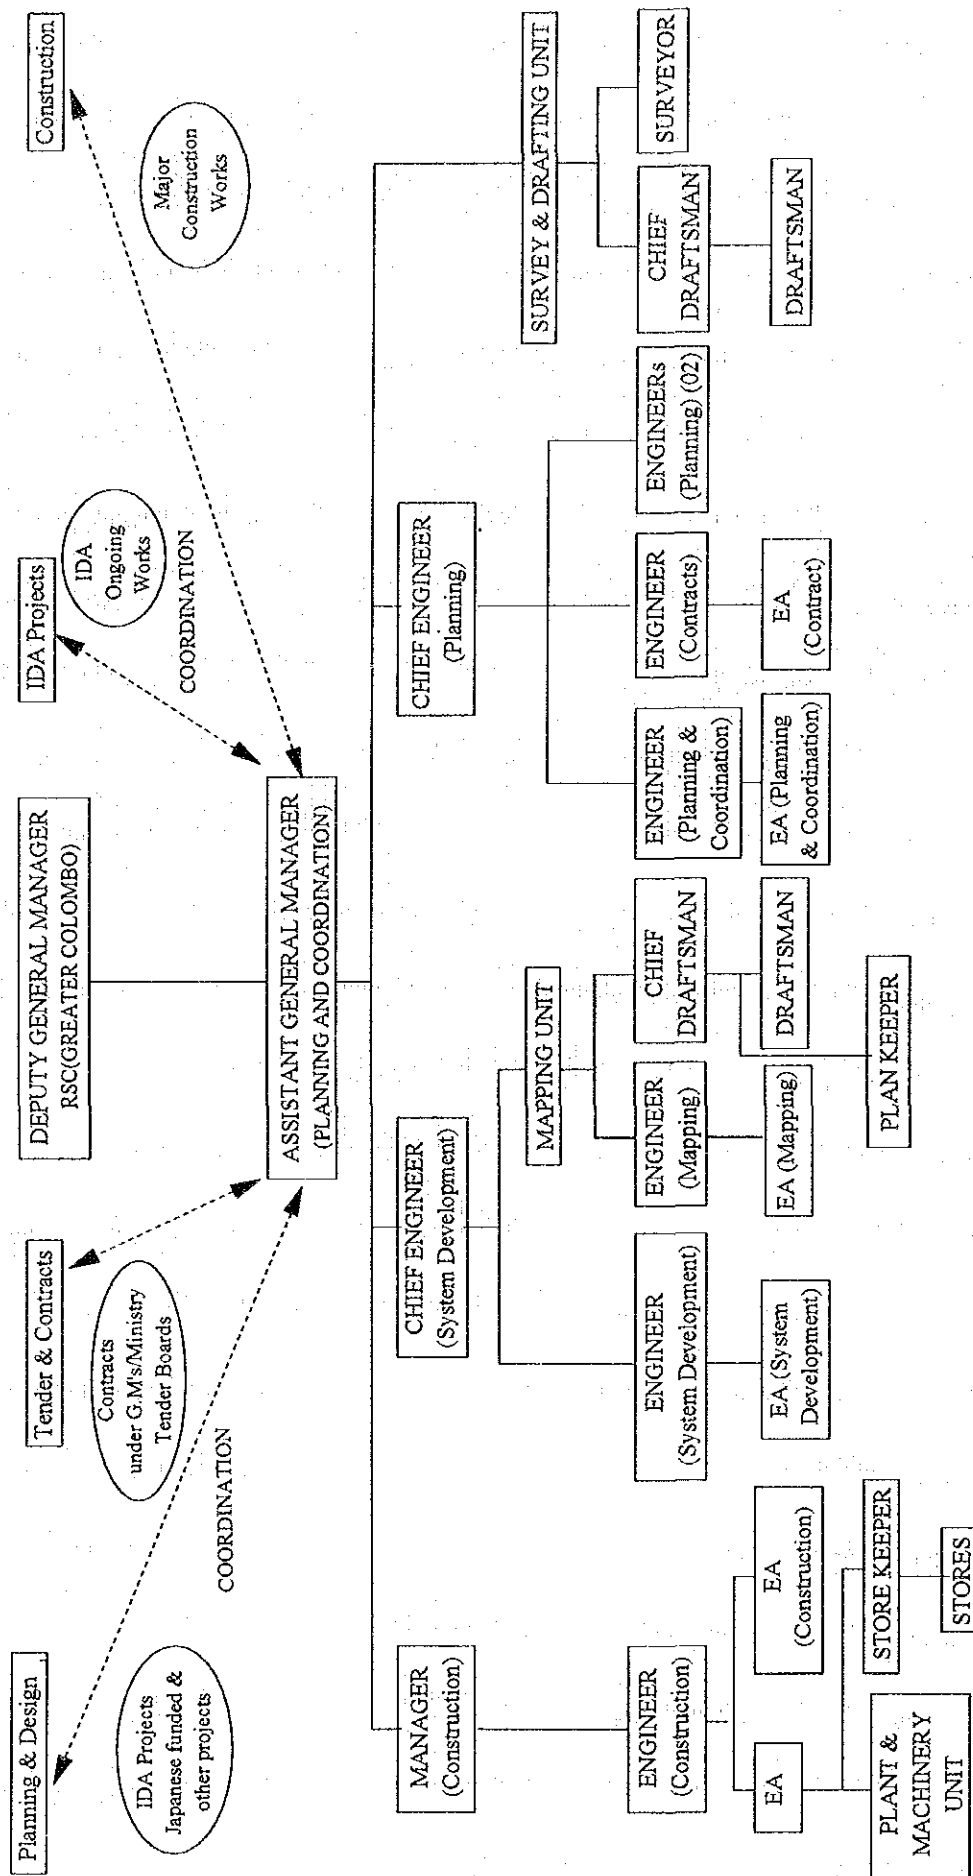 Planning & Design
IDA Projects
Japanese funded &
other projects
Tender & Contracts
Contracts
under G.M's/Ministry
Tender Boards
COORDINATION
DEPUTY GENERAL MANAGER
RSC(GREATER COLOMBO)
IDA Projects
IDA
Ongoing
Works
COORDINATION
Construction
Major
Construction
Works
ASSISTANT GENERAL MANAGER
(PLANNING AND COORDINATION)
MANAGER
(Construction)
CHIEF ENGINEER
(System Development)
CHIEF ENGINEER
(Planning)
SURVEY & DRAFTING UNIT
MAPPING UNIT
ENGINEER
(Construction)
ENGINEER
(System Development)
ENGINEER
(Mapping)
CHIEF
DRAFTSMAN
ENGINEER
(Planning &
Coordination)
ENGINEER
(Contracts)
ENGINEERs
(Planning) (02)
CHIEF
DRAFTSMAN
SURVEYOR
EA
EA
(Construction)
EA (System
Development)
EA (Mapping)
DRAFTSMAN
EA (Planning
& Coordination)
EA
(Contract)
DRAFTSMAN
PLANT &
MACHINERY
UNIT
STORE KEEPER
PLAN KEEPER
STORES